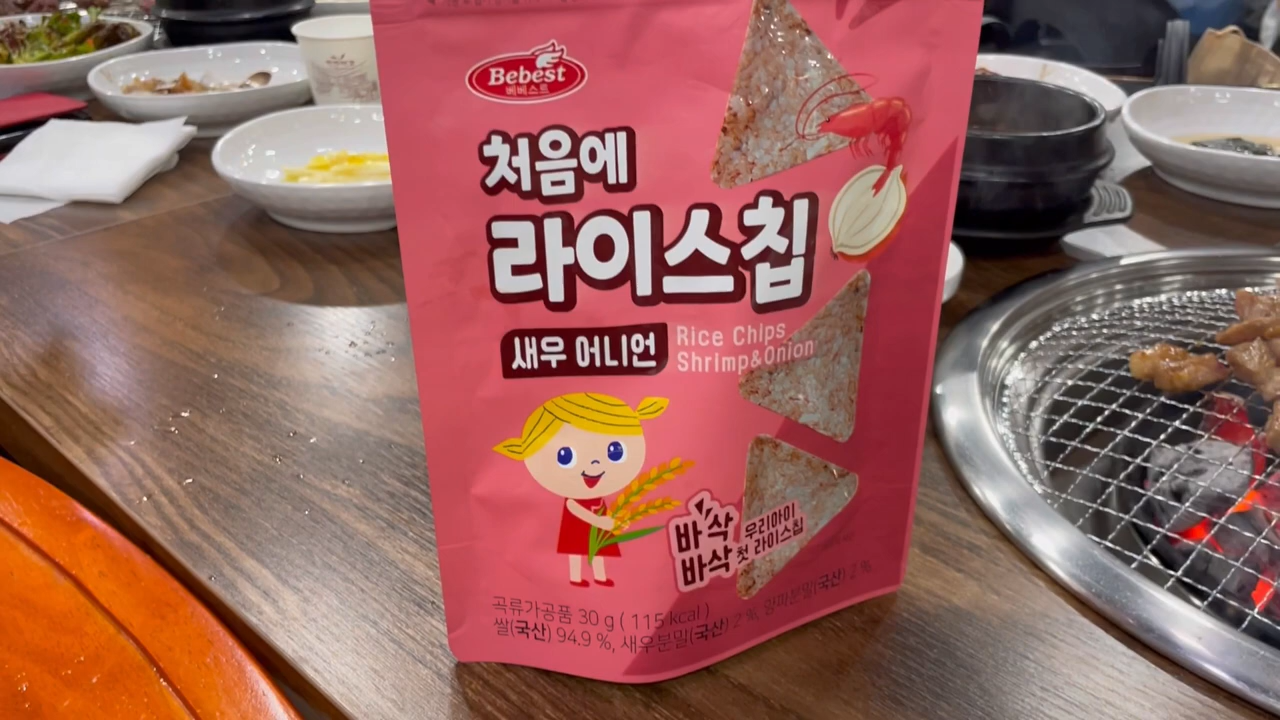 Bebest
베베스트
처음에
라이스칩
새우 어니언
Rice Chips
Shrimp&Onion
바삭
바삭
우리아이
첫 라이스칩
곡류가공품 30 g ( 115 kcal )
쌀(국산) 94.9 %, 새우분말(국산) 2 %, 양파분말(국산) 2 %